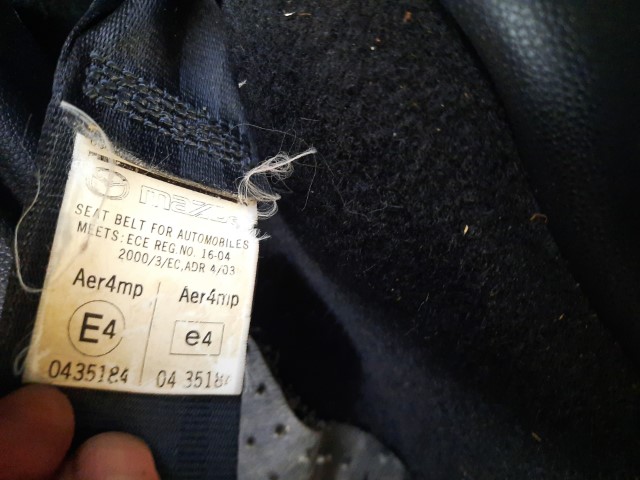 mazda
SEAT BELT FOR AUTOMOBILES
MEETS: ECE REG.NO. 16-04
2000/3/EC,ADR 4/03
Aer4mp Aer4mp
E4 e4
0435184 04 35184